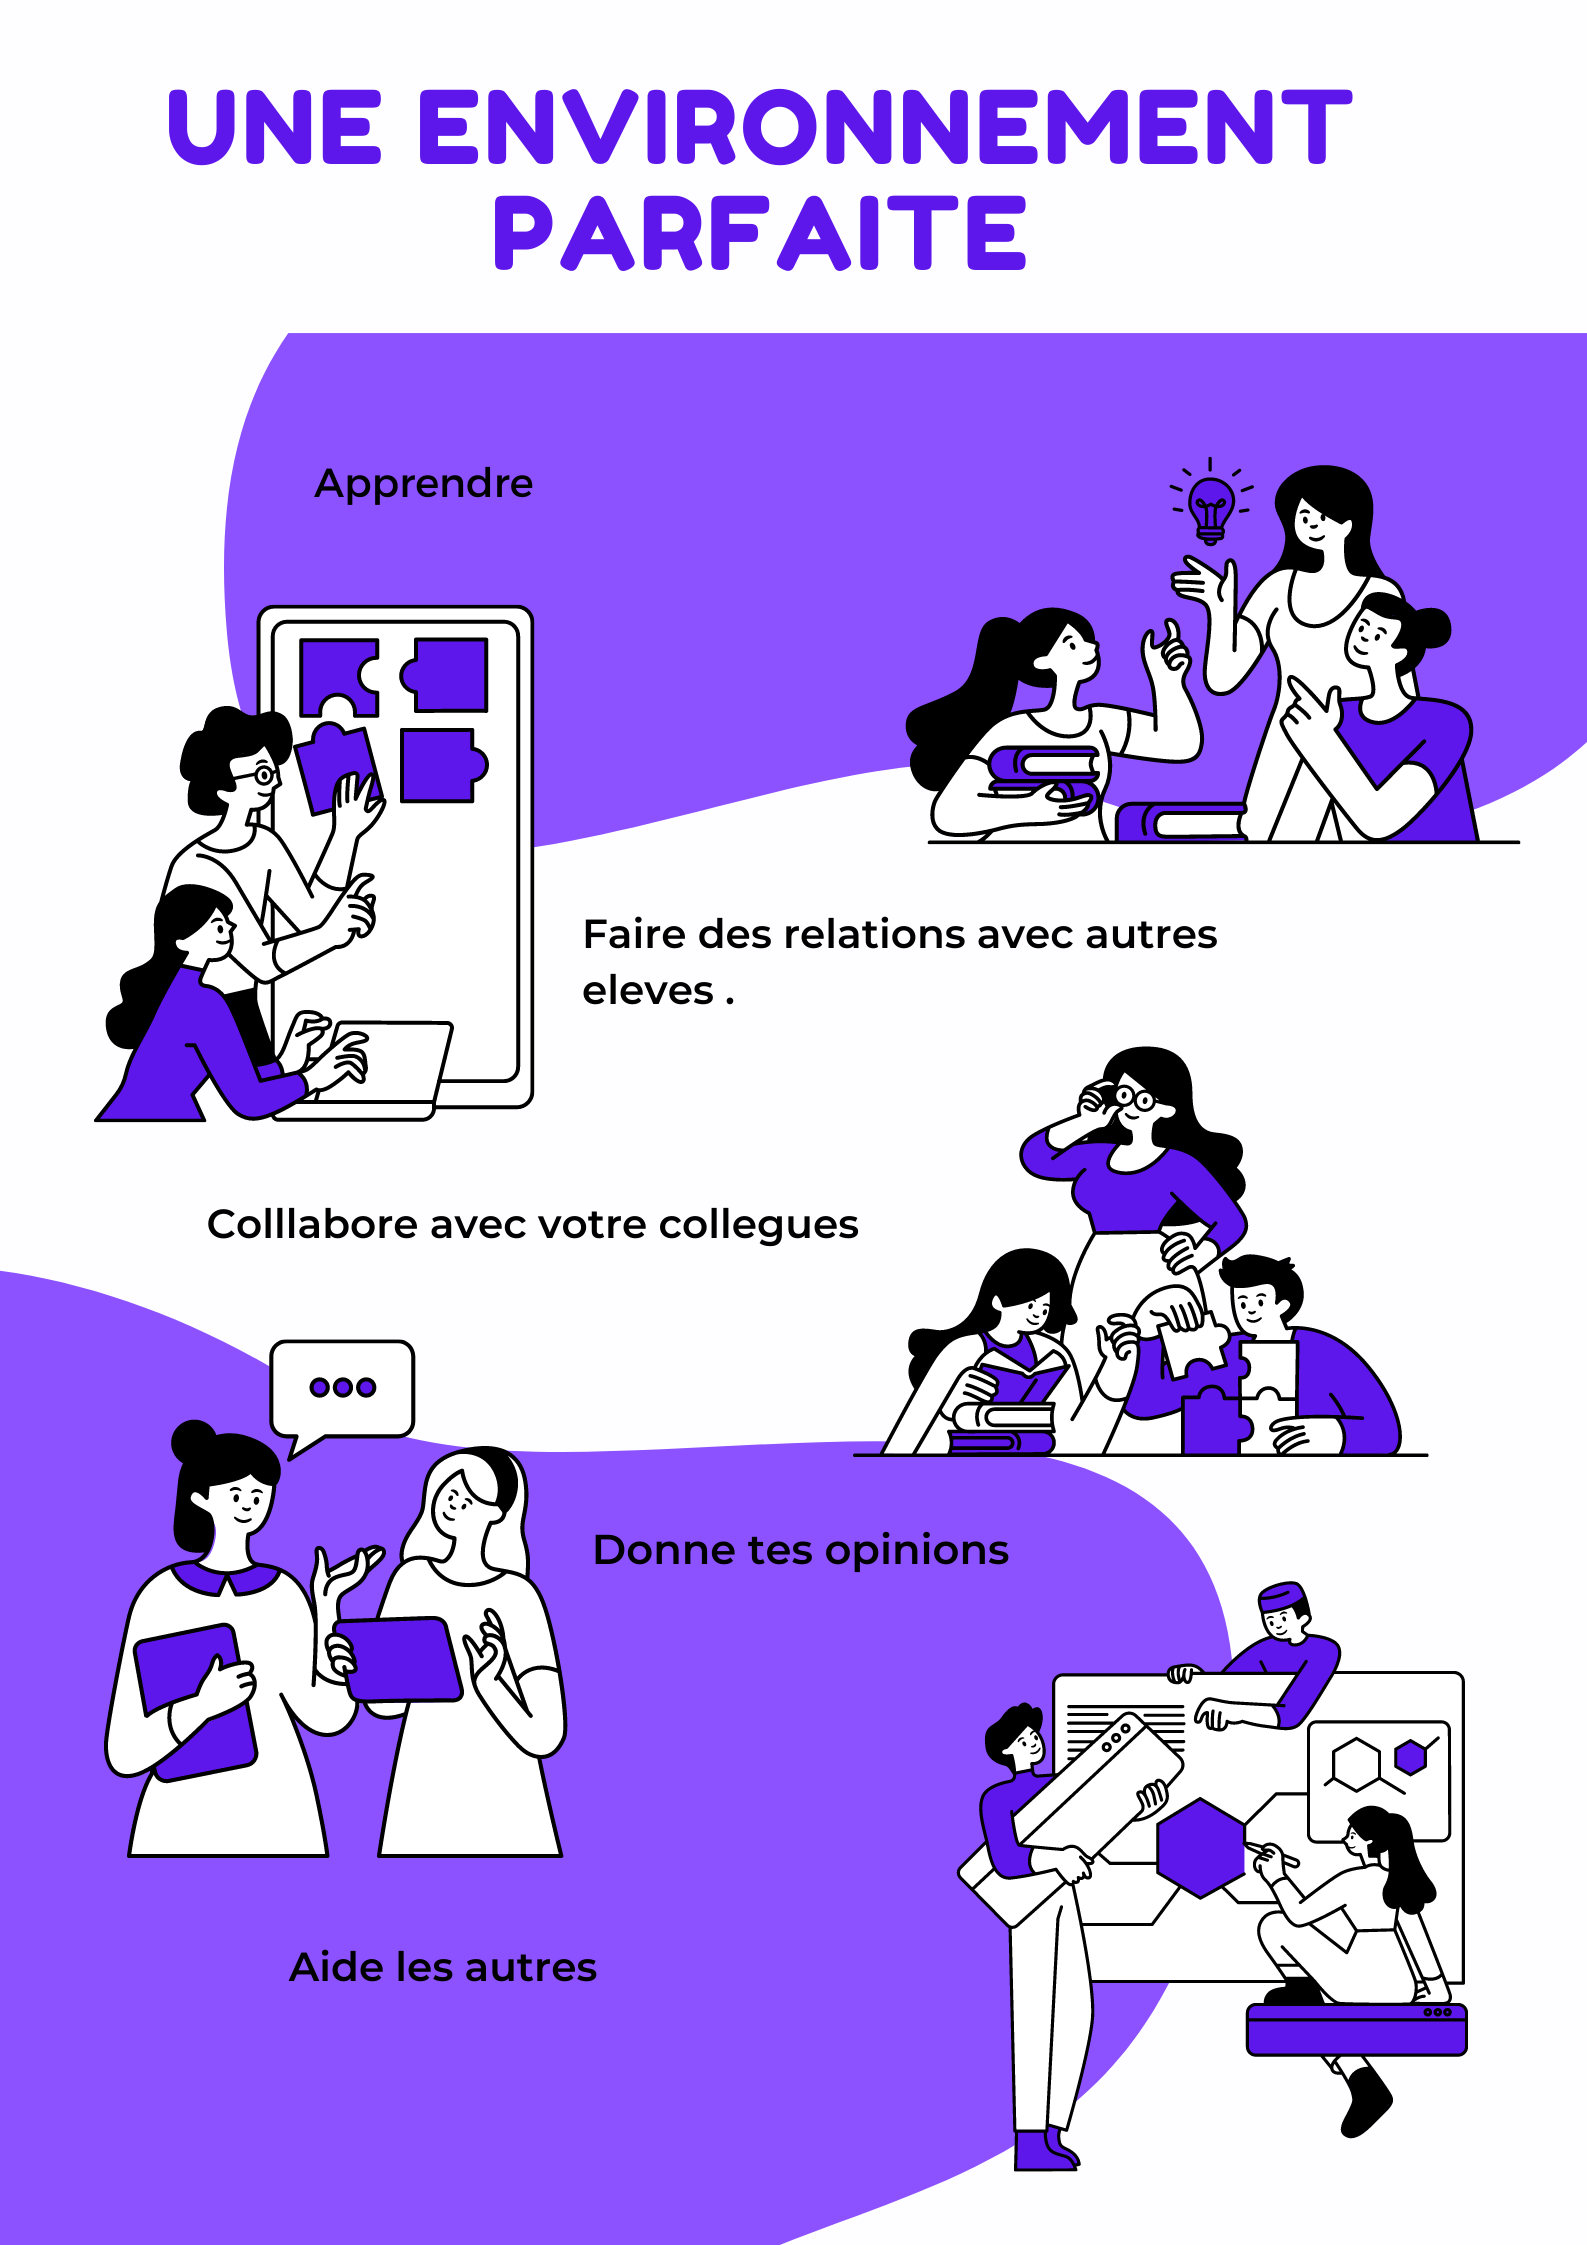 UNE ENVIRONNEMENT
PARFAITE
Apprendre
Faire des relations avec autres
eleves .
Colllabore avec votre collegues
Donne tes opinions
Aide les autres